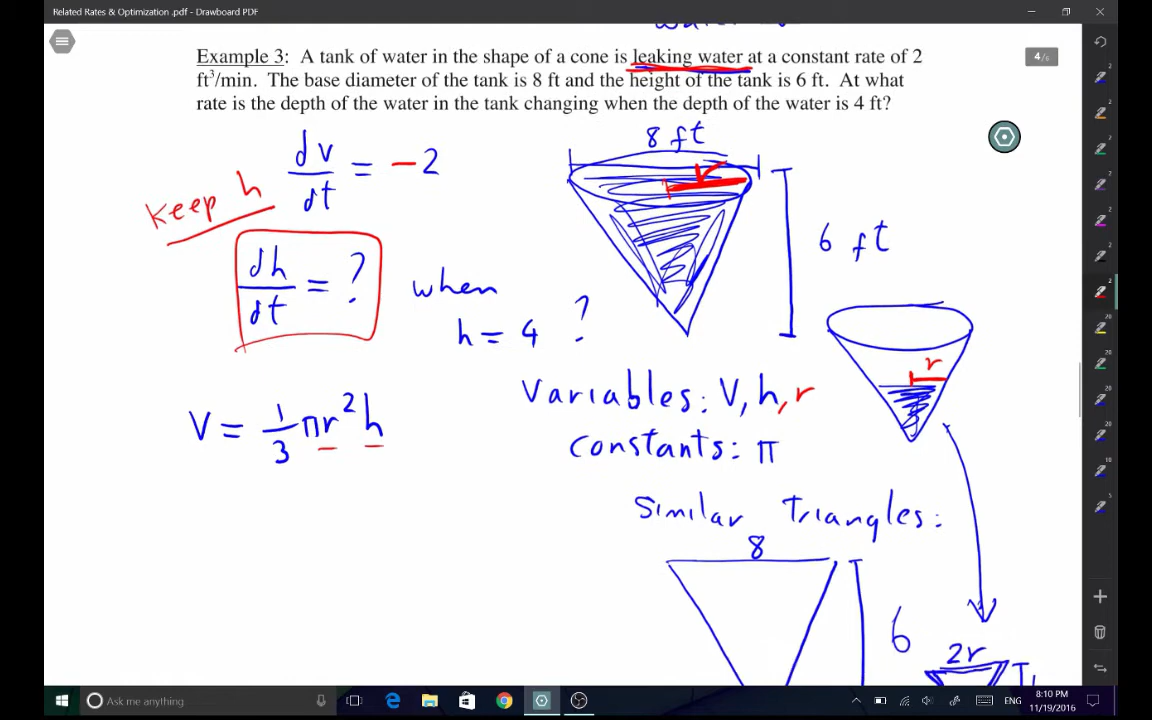 Related Rates & Optimization .pdf - Drawboard PDF
Example 3: A tank of water in the shape of a cone is leaking water at a constant rate of 2
ft³/min. The base diameter of the tank is 8 ft and the height of the tank is 6 ft. At what
rate is the depth of the water in the tank changing when the depth of the water is 4 ft?
4/6
dv/dt = -2
8 ft
r
Keep h
6 ft
dh/dt = ?
when
h = 4 ?
r
Variables: V, h, r
V = 1/3 πr²h
constants: π
Similar Triangles:
8
6
2r
Ask me anything
ENG
8:10 PM
11/19/2016